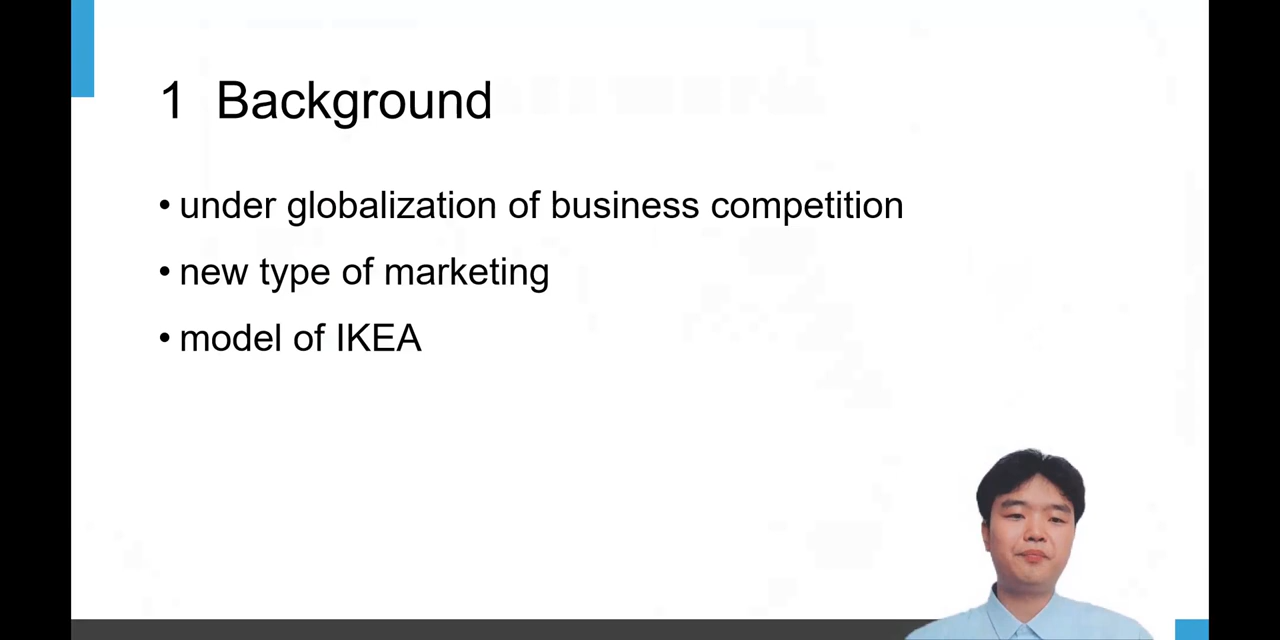 1 Background
• under globalization of business competition
• new type of marketing
• model of IKEA